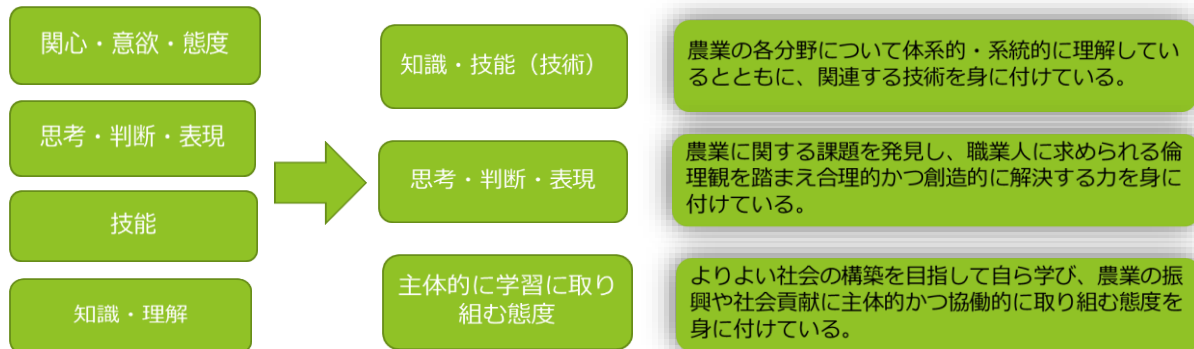 関心・意欲・態度
思考・判断・表現
技能
知識・理解
知識・技能（技術）
思考・判断・表現
主体的に学習に取り
組む態度
農業の各分野について体系的・系統的に理解してい
るとともに、関連する技術を身に付けている。
農業に関する課題を発見し、職業人に求められる倫
理観を踏まえ合理的かつ創造的に解決する力を身に
付けている。
よりよい社会の構築を目指して自ら学び、農業の振
興や社会貢献に主体的かつ協働的に取り組む態度を
身に付けている。